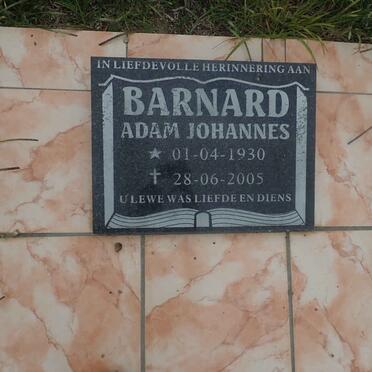 IN LIEFDEVOLLE HERINNERING AAN
BARNARD
ADAM JOHANNES
★ 01-04-1930
✝ 28-06-2005
U LEWE WAS LIEFDE EN DIENS